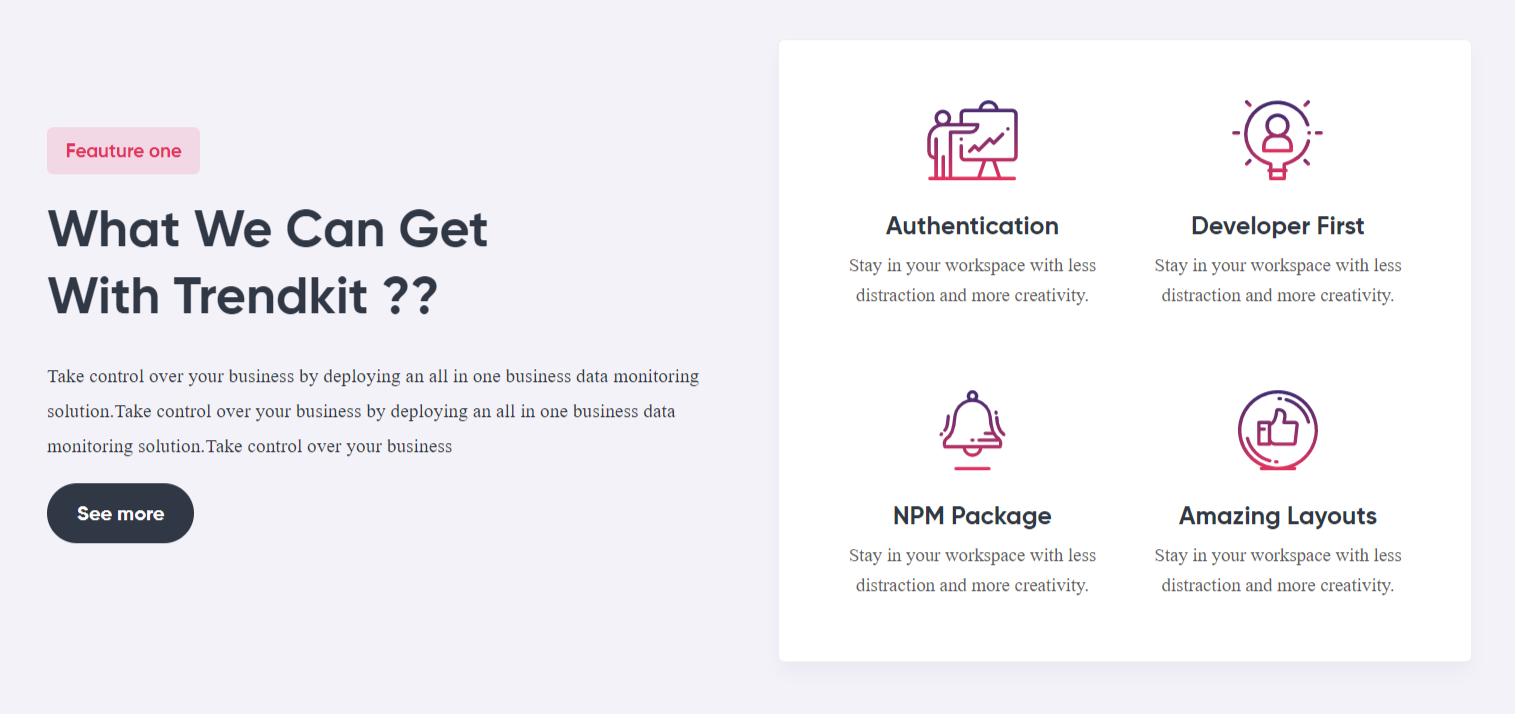 Feauture one
What We Can Get
With Trendkit ??
Take control over your business by deploying an all in one business data monitoring
solution.Take control over your business by deploying an all in one business data
monitoring solution.Take control over your business
See more
Authentication
Stay in your workspace with less
distraction and more creativity.
Developer First
Stay in your workspace with less
distraction and more creativity.
NPM Package
Stay in your workspace with less
distraction and more creativity.
Amazing Layouts
Stay in your workspace with less
distraction and more creativity.